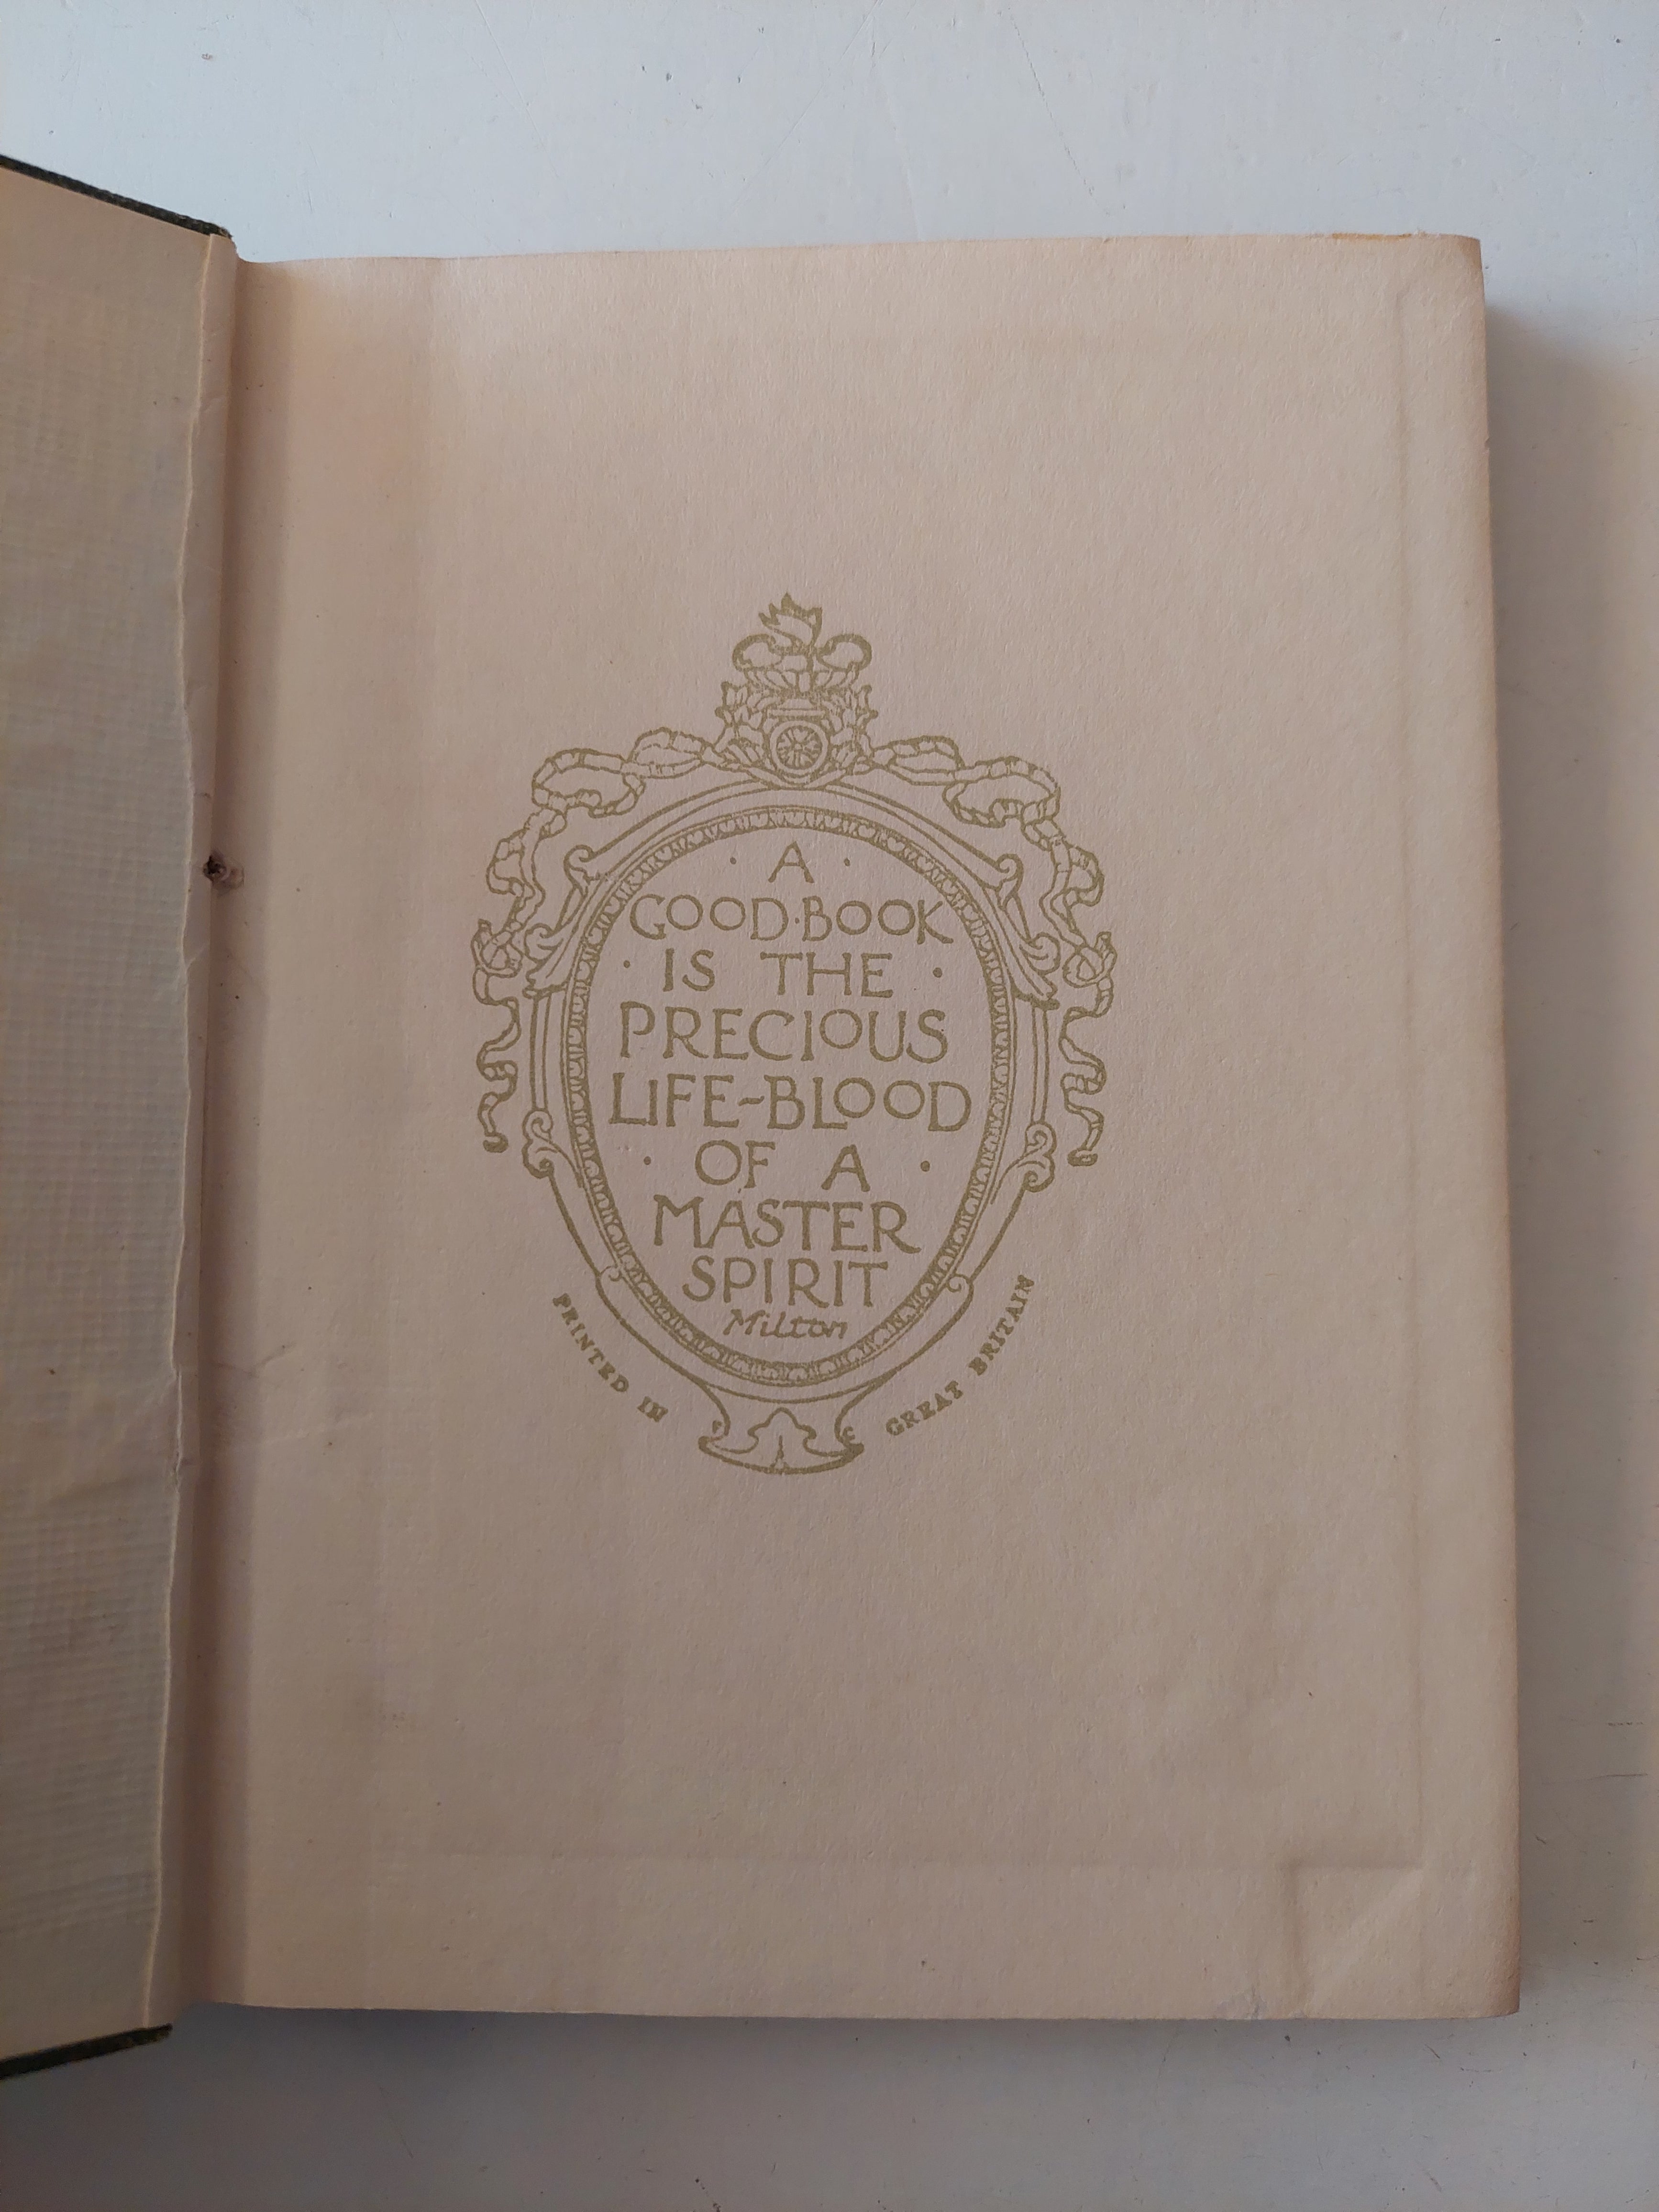 · A ·
GOOD·BOOK
· IS THE ·
PRECIOUS
LIFE-BLOOD
· OF A ·
MASTER
SPIRIT
Milton
PRINTED IN GREAT BRITAIN